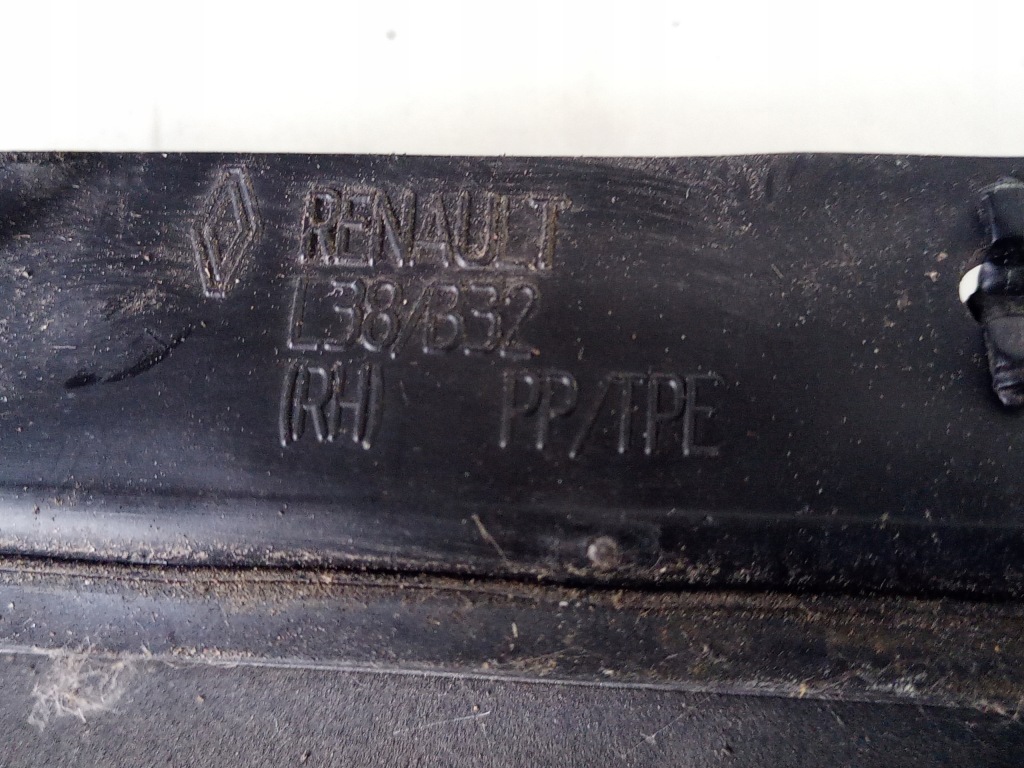 RENAULT
L38/B32
(RH) PP/TPE